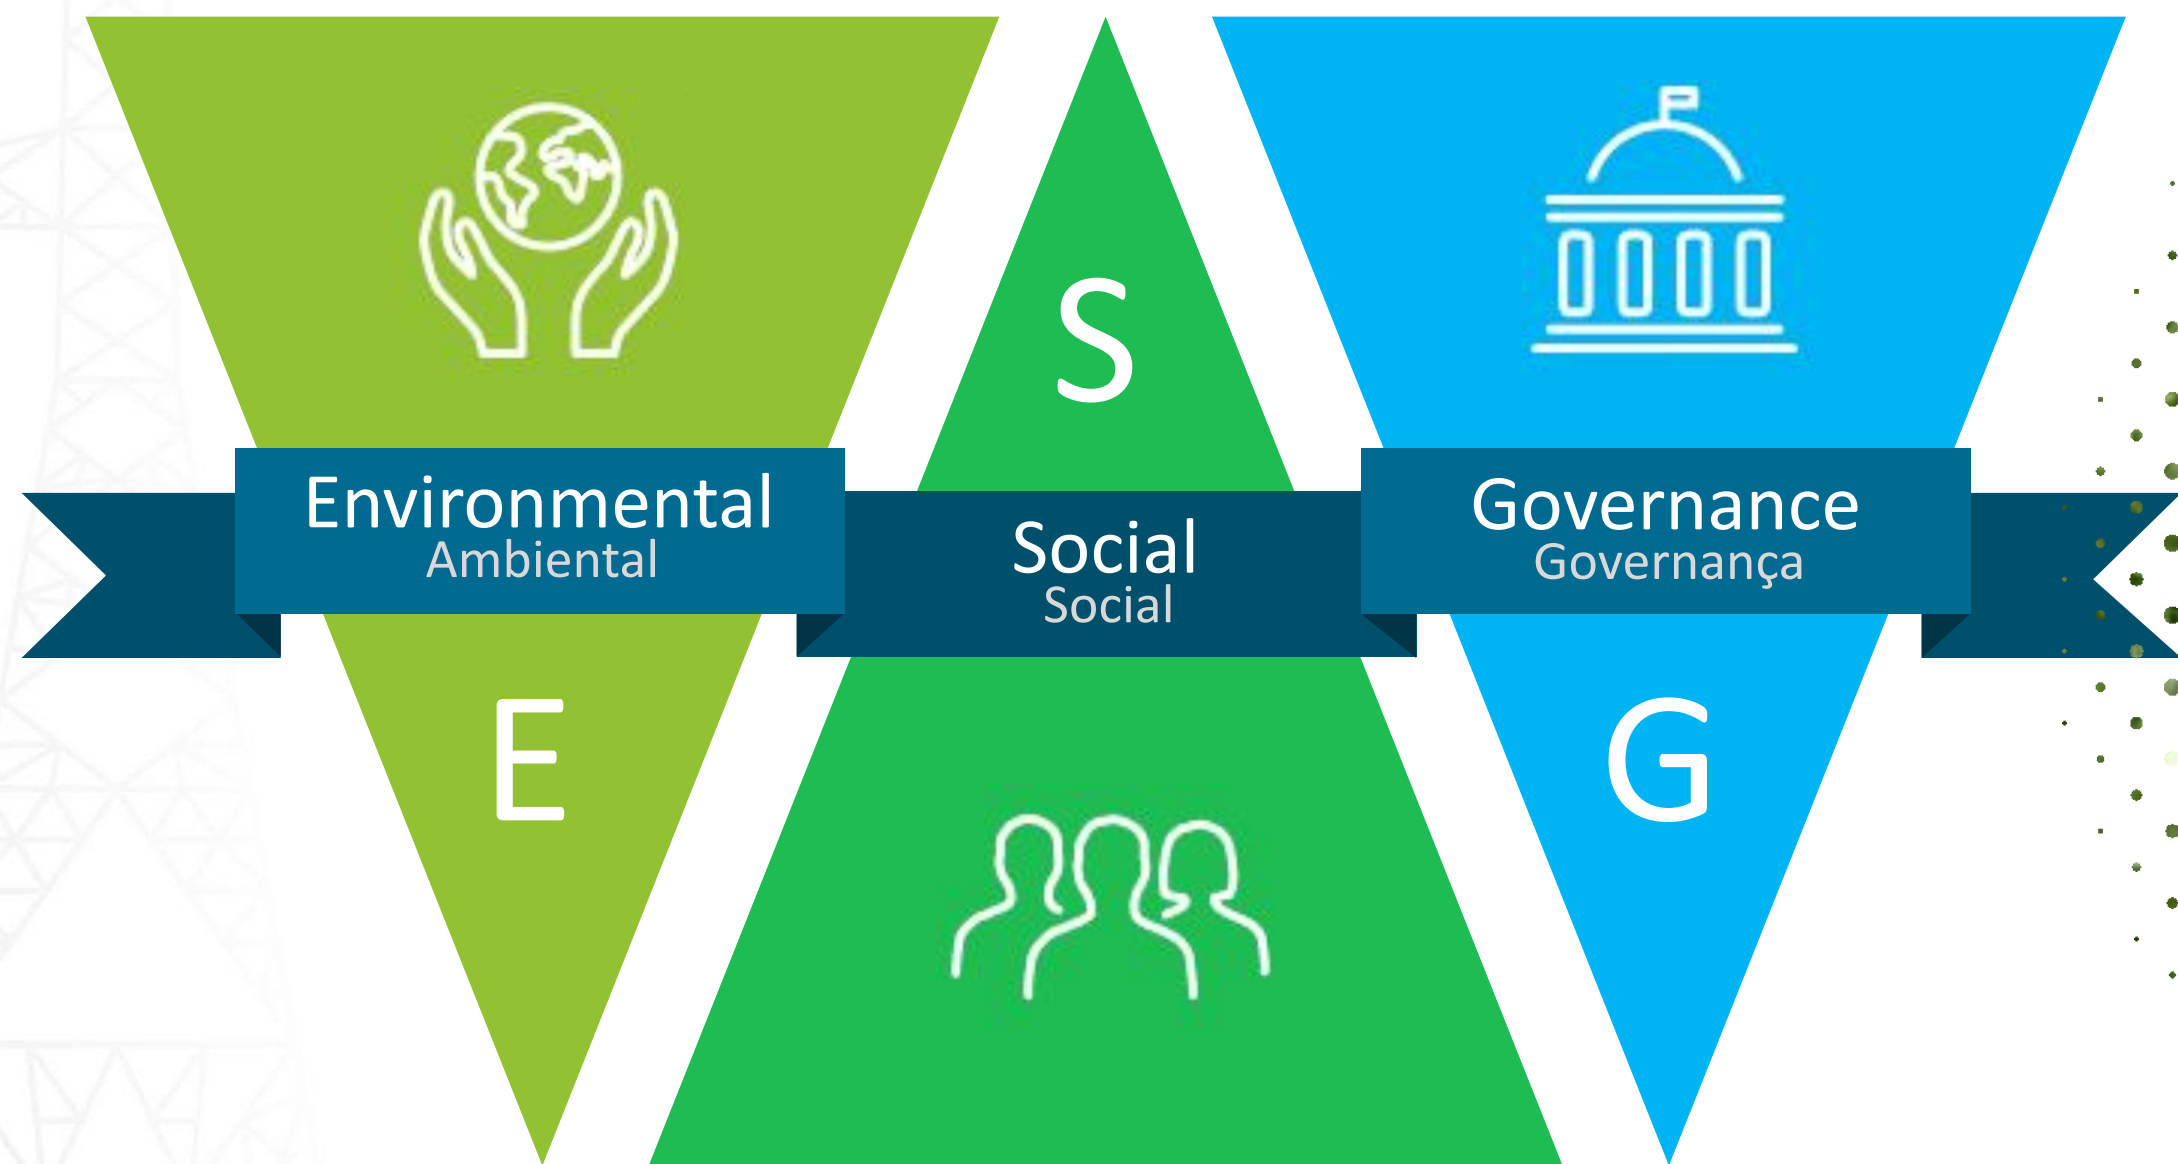 E
Environmental
Ambiental
S
Social
Social
G
Governance
Governança